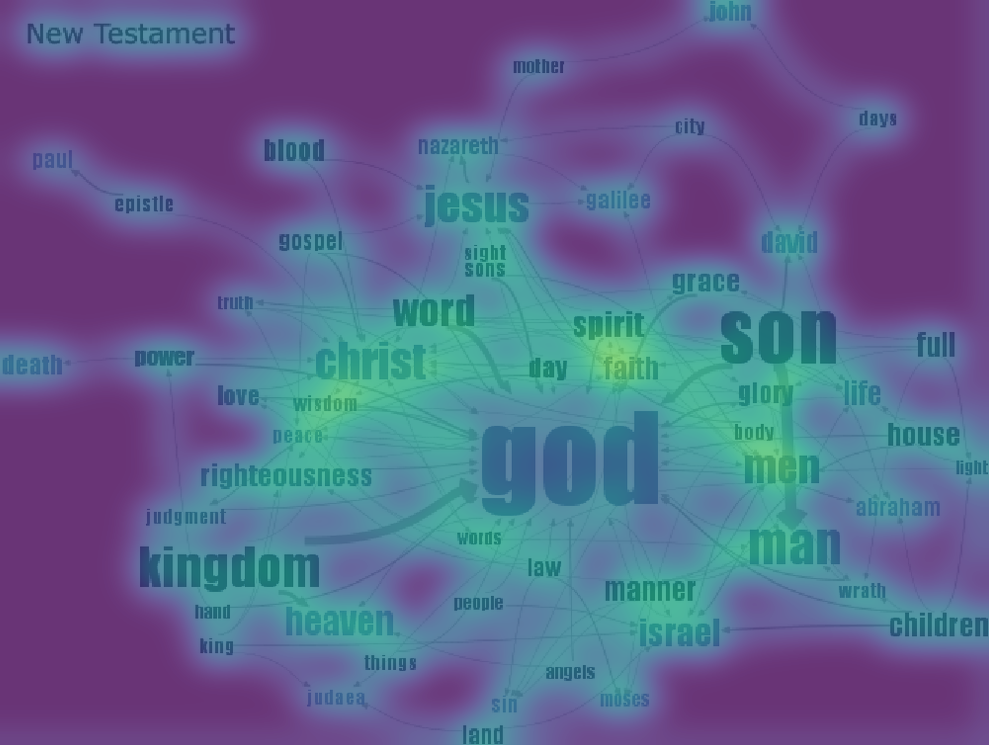 john
New Testament
mother
days
city
nazareth
blood
paul
galilee
epistle
jesus
gospel
david
sight
sons
grace
truth
word
spirit
son
full
death
power
christ
day
faith
love
wisdom
glory
life
peace
body
house
god
men
light
righteousness
abraham
judgment
words
man
kingdom
law
manner
wrath
hand
people
heaven
children
israel
king
things
angels
judaea
sin
moses
land